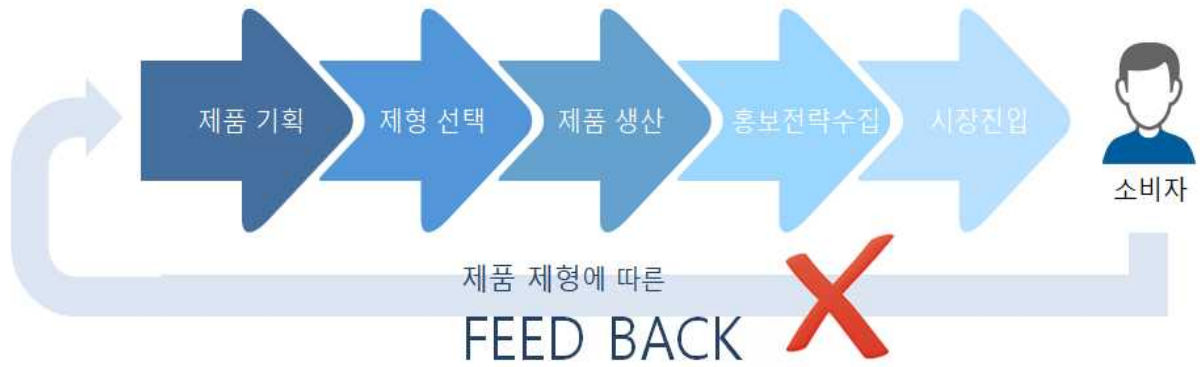 제품 기획
제형 선택
제품 생산
홍보전략수집
시장진입
소비자
제품 제형에 따른
FEED BACK